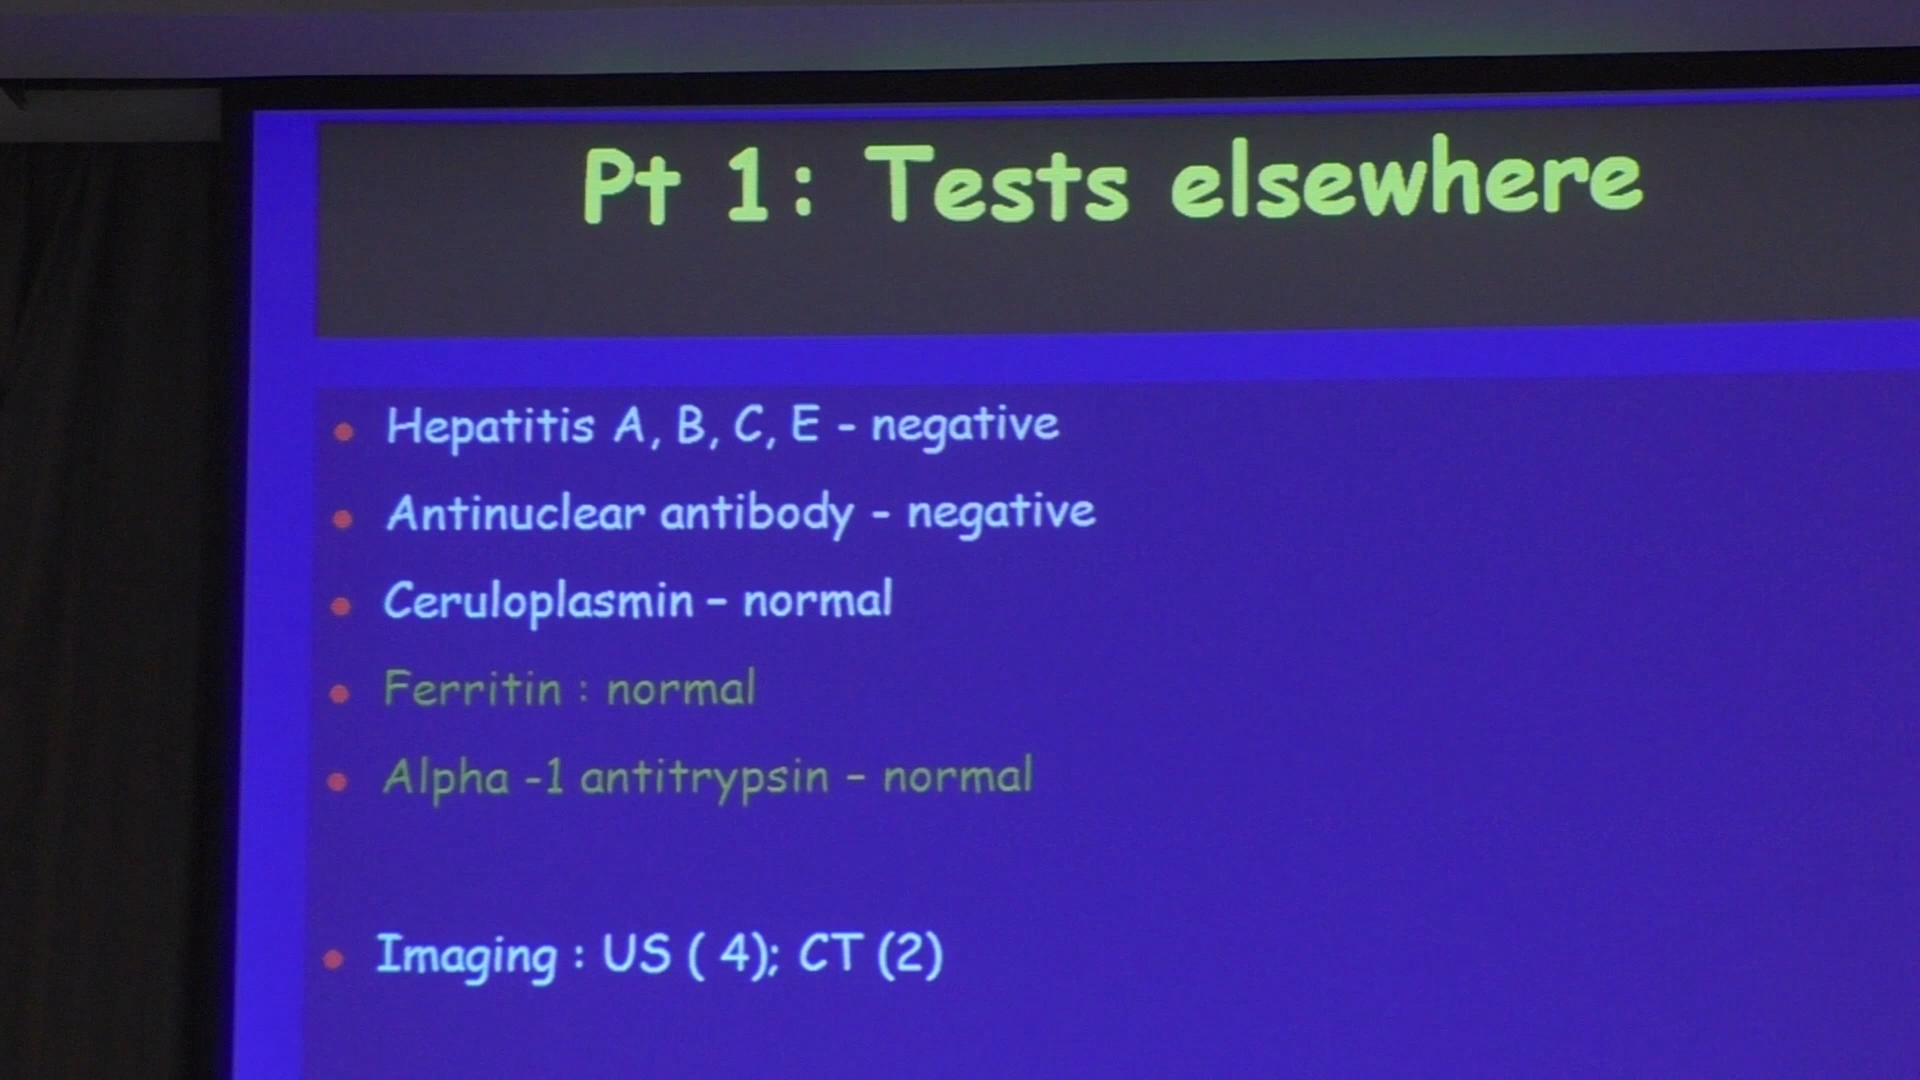 Pt 1: Tests elsewhere
Hepatitis A, B, C, E - negative
Antinuclear antibody - negative
Ceruloplasmin – normal
Ferritin : normal
Alpha -1 antitrypsin – normal
Imaging : US ( 4); CT (2)